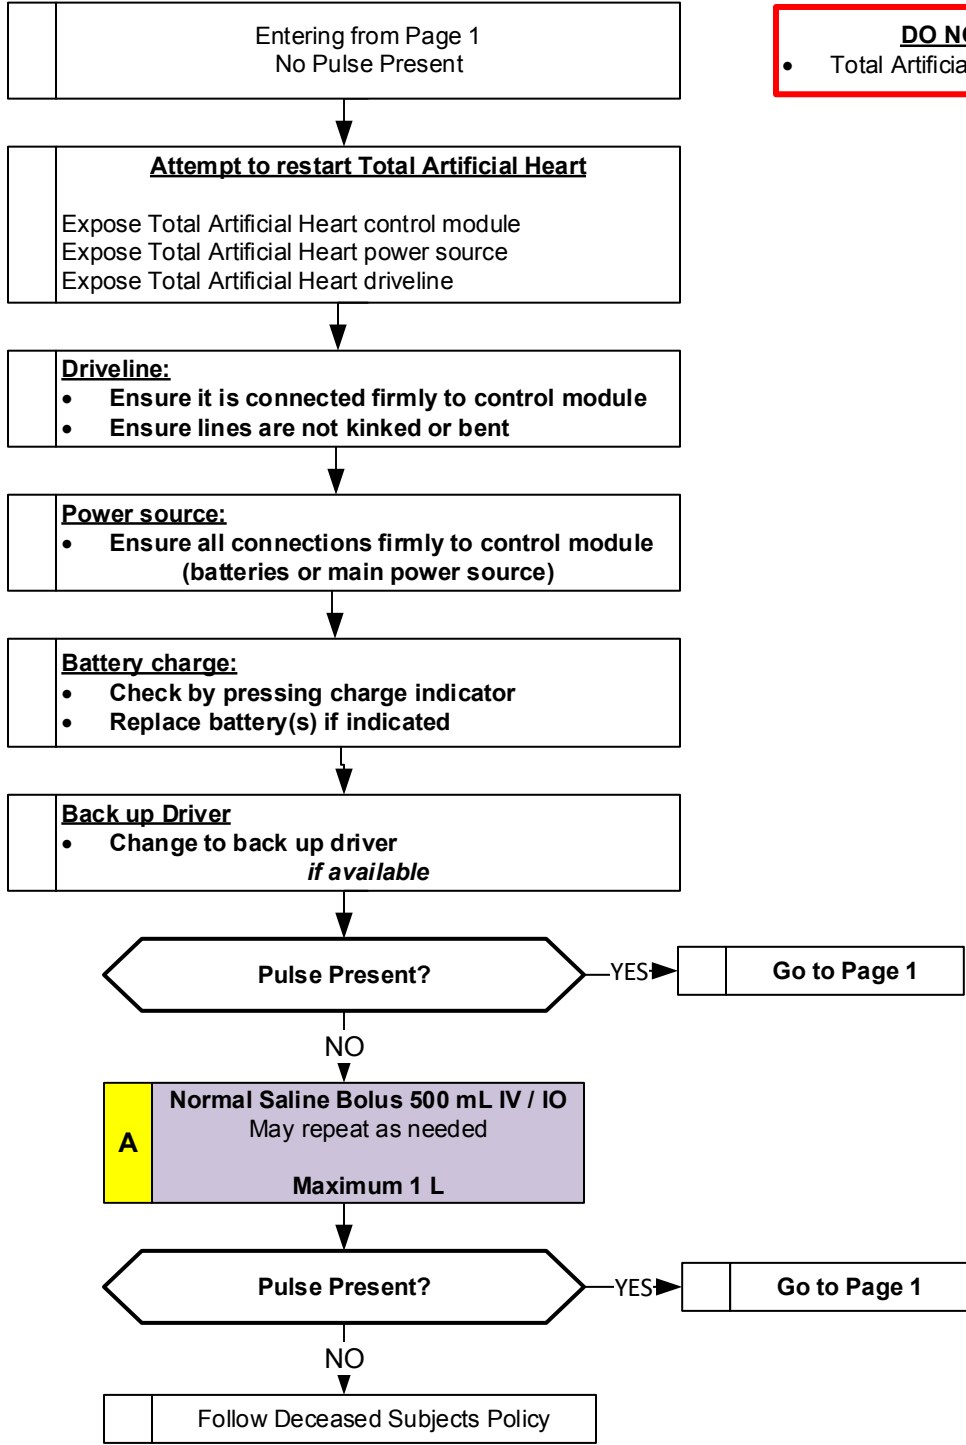 Entering from Page 1
No Pulse Present
DO
• Total
Attempt to restart Total Artificial Heart
Expose Total Artificial Heart control module
Expose Total Artificial Heart power source
Expose Total Artificial Heart driveline
Driveline:
• Ensure it is connected firmly to control module
• Ensure lines are not kinked or bent
Power source:
• Ensure all connections firmly to control module
(batteries or main power source)
Battery charge:
• Check by pressing charge indicator
• Replace battery(s) if indicated
Back up Driver
• Change to back up driver
if available
Pulse Present?
YES
Go to Page 1
NO
A
Normal Saline Bolus 500 mL IV / IO
May repeat as needed
Maximum 1 L
Pulse Present?
YES
Go to Page 1
NO
Follow Deceased Subjects Policy